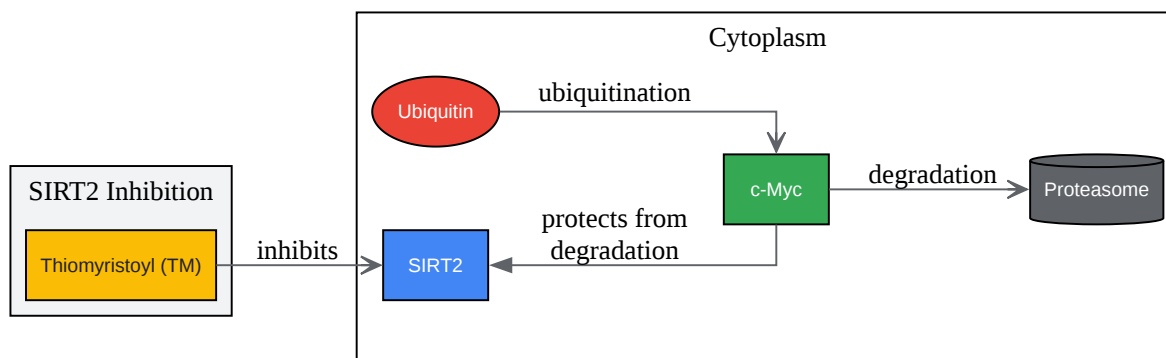 Cytoplasm
Ubiquitin
ubiquitination
SIRT2 Inhibition
c-Myc
degradation
Proteasome
protects from
degradation
Thiomyristoyl (TM)
inhibits
SIRT2